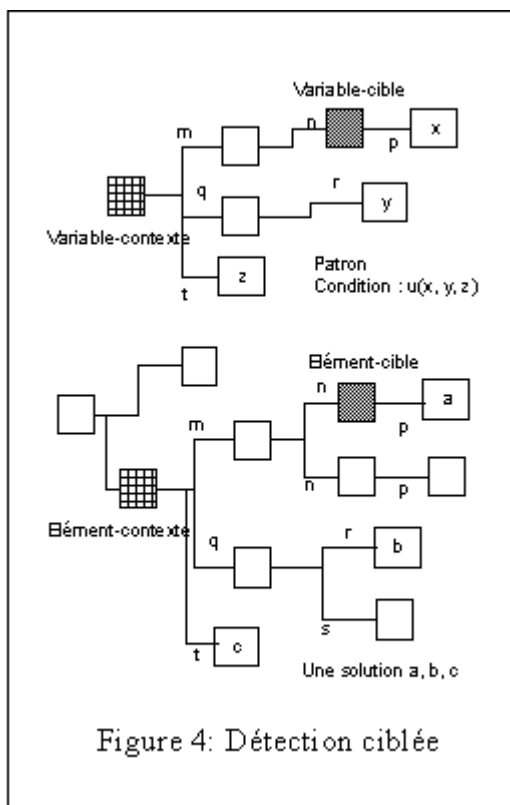 Variable-cible
m
n
x
p
q
r
y
Variable-contexte
t
z
Patron
Condition : u(x, y, z)
Elément-cible
n
a
m
p
n
p
Elément-contexte
q
r
b
s
t
c
Une solution a, b, c
Figure 4: Détection ciblée